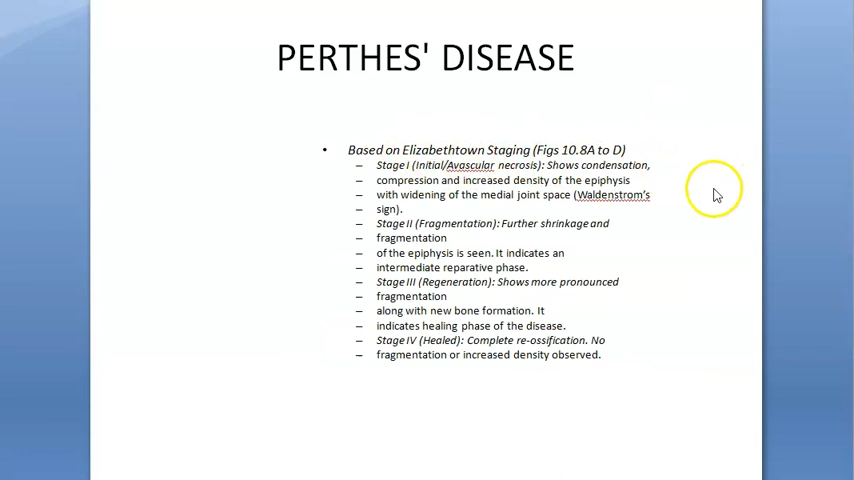 PERTHES' DISEASE
• Based on Elizabethtown Staging (Figs 10.8A to D)
– Stage I (Initial/Avascular necrosis): Shows condensation,
– compression and increased density of the epiphysis
– with widening of the medial joint space (Waldenstrom's
– sign).
– Stage II (Fragmentation): Further shrinkage and
– fragmentation
– of the epiphysis is seen. It indicates an
– intermediate reparative phase.
– Stage III (Regeneration): Shows more pronounced
– fragmentation
– along with new bone formation. It
– indicates healing phase of the disease.
– Stage IV (Healed): Complete re-ossification. No
– fragmentation or increased density observed.